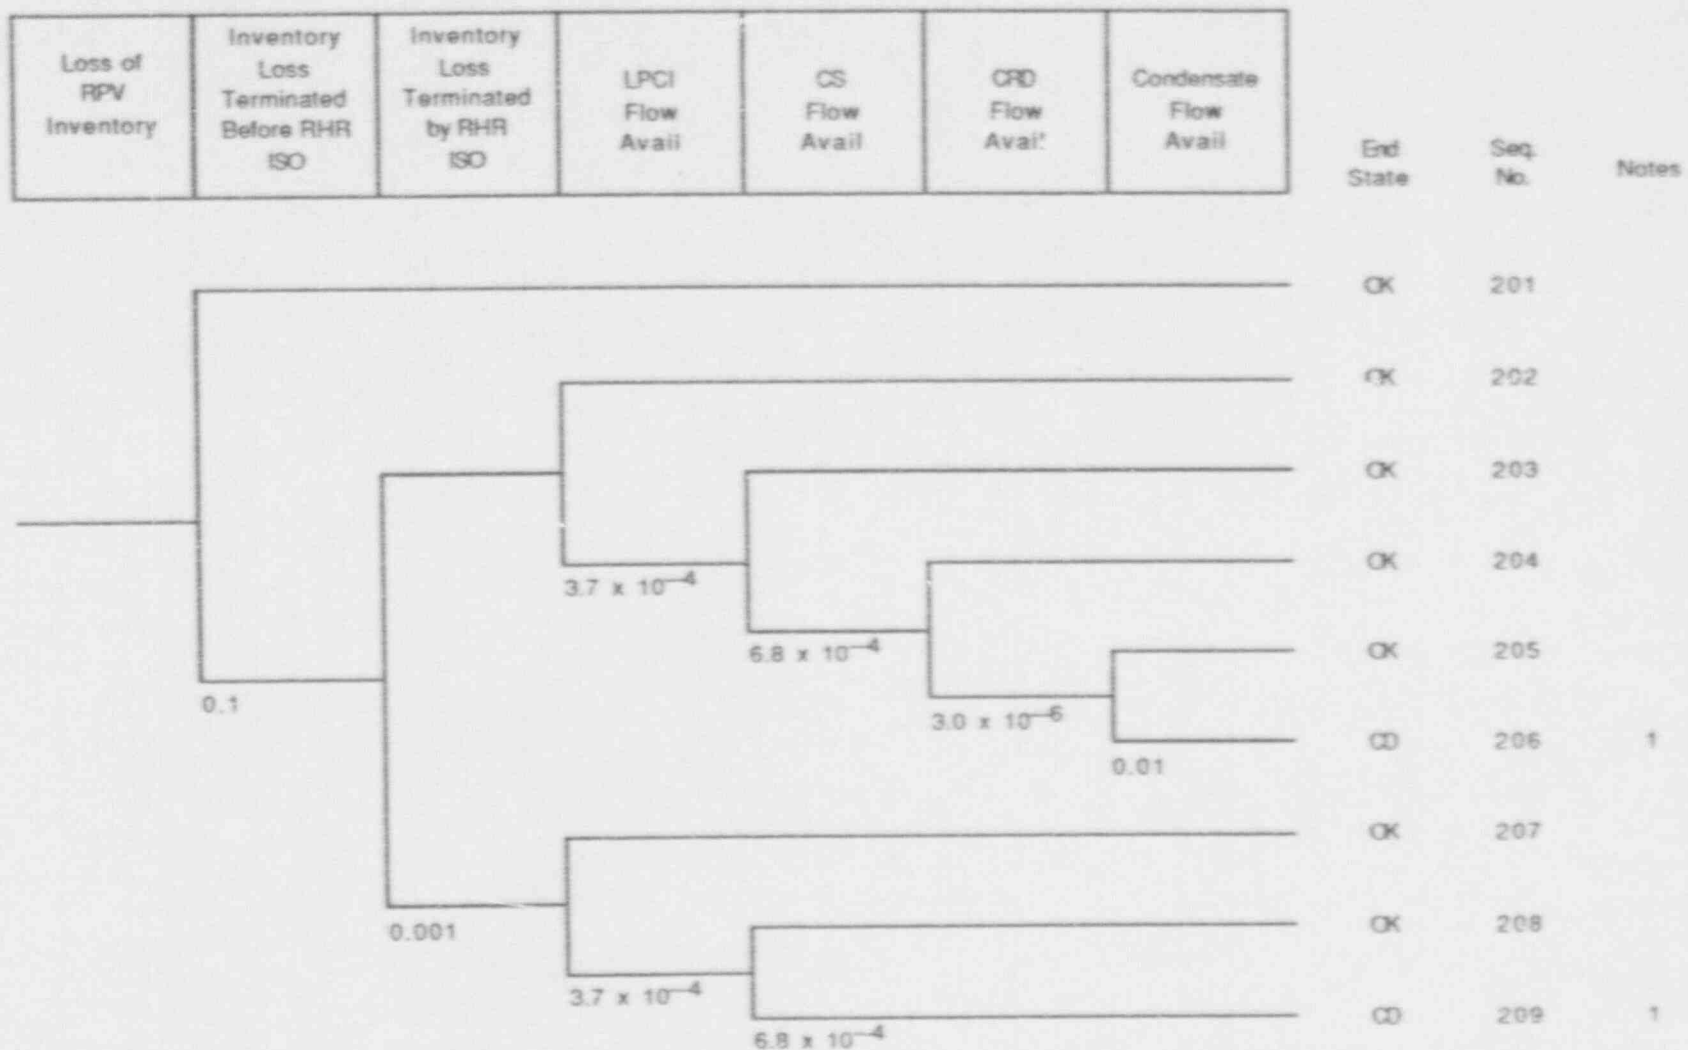 Loss of
RPV
Inventory
Inventory
Loss
Terminated
Before RHR
ISO
Inventory
Loss
Terminated
by RHR
ISO
LPCI
Flow
Avail
CS
Flow
Avail
CRD
Flow
Avail
Condensate
Flow
Avail
End
State
Seq.
No.
Notes
OK 201
OK 202
OK 203
3.7 x 10−4
OK 204
6.8 x 10−4
OK 205
0.1
3.0 x 10−6
CD 206 1
0.01
OK 207
0.001
OK 208
3.7 x 10−4
CD 209 1
6.8 x 10−4